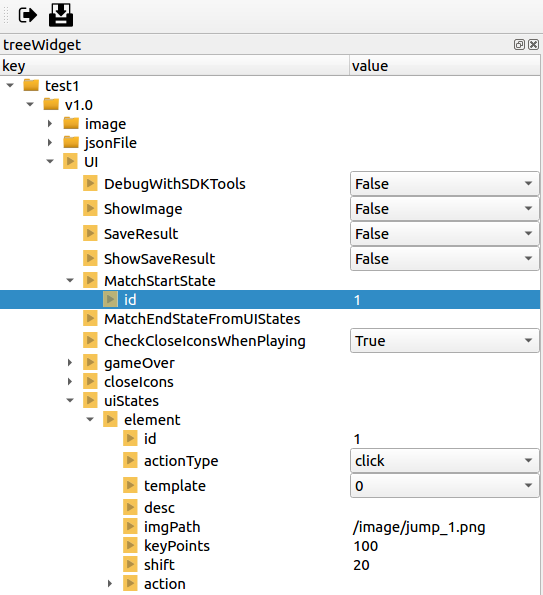 treeWidget
key value
test1
v1.0
image
jsonFile
UI
DebugWithSDKTools False
ShowImage False
SaveResult False
ShowSaveResult False
MatchStartState
id 1
MatchEndStateFromUIStates
CheckCloseIconsWhenPlaying True
gameOver
closeIcons
uiStates
element
id 1
actionType click
template 0
desc
imgPath /image/jump_1.png
keyPoints 100
shift 20
action